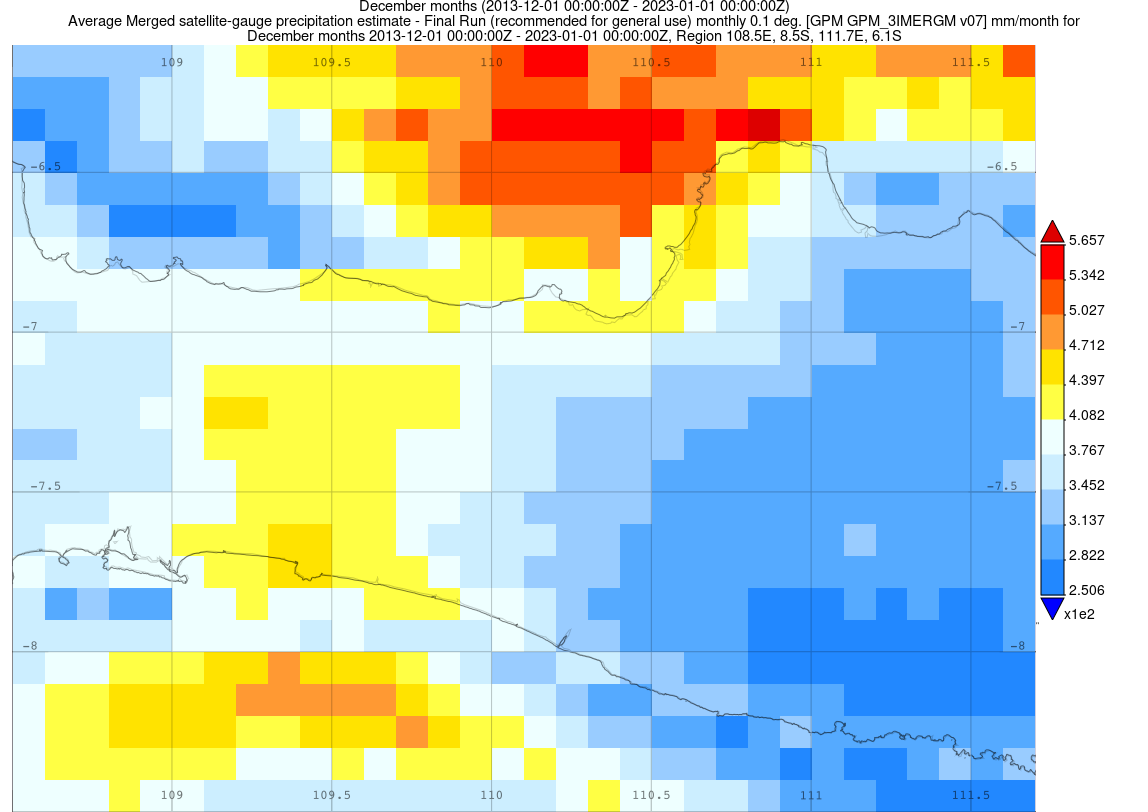 December months (2013-12-01 00:00:00Z - 2023-01-01 00:00:00Z)
Average Merged satellite-gauge precipitation estimate - Final Run (recommended for general use) monthly 0.1 deg. [GPM GPM_3IMERGM v07] mm/month for
December months 2013-12-01 00:00:00Z - 2023-01-01 00:00:00Z, Region 108.5E, 8.5S, 111.7E, 6.1S
109 109.5 110 110.5 111 111.5
-6.5 -6.5
-7 -7
-7.5 -7.5
-8 -8
109 109.5 110 110.5 111 111.5
5.657
5.342
5.027
4.712
4.397
4.082
3.767
3.452
3.137
2.822
2.506
x1e2